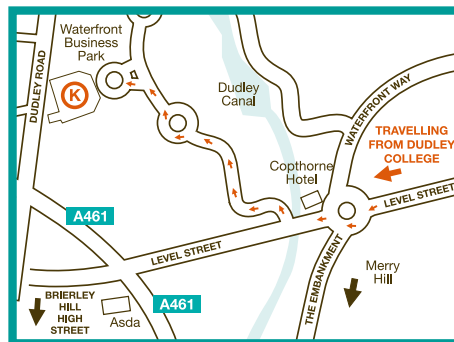 Waterfront
Business
Park
DUDLEY ROAD
K
Dudley
Canal
WATERFRONT WAY
TRAVELLING
FROM DUDLEY
COLLEGE
Copthorne
Hotel
LEVEL STREET
A461
LEVEL STREET
THE EMBANKMENT
Merry
Hill
BRIERLEY
HILL
HIGH
STREET
Asda
A461